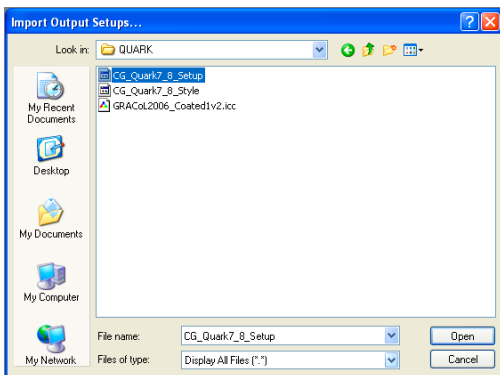 Import Output Setups...
Look in: QUARK
CG_Quark7_8_Setup
CG_Quark7_8_Style
GRACoL2006_Coated1v2.icc
My Recent
Documents
Desktop
My Documents
My Computer
My Network
File name: CG_Quark7_8_Setup Open
Files of type: Display All Files (*.*) Cancel